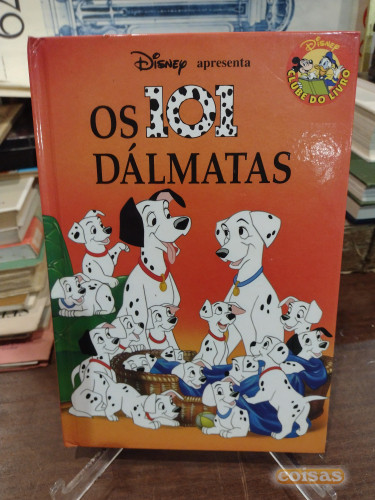 Disney apresenta
Disney
CLUBE DO LIVRO
OS 101
DÁLMATAS
coisas